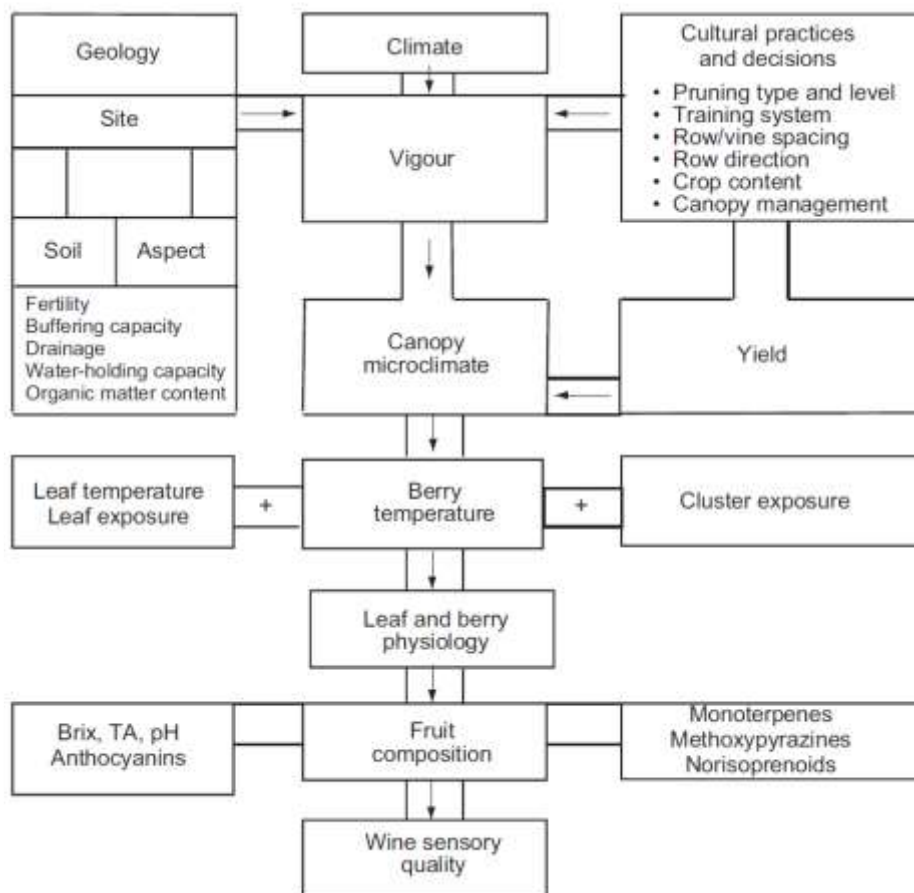 Geology
Site
Soil
Aspect
Fertility
Buffering capacity
Drainage
Water-holding capacity
Organic matter content
Climate
Vigour
Cultural practices
and decisions
• Pruning type and level
• Training system
• Row/vine spacing
• Row direction
• Crop content
• Canopy management
Canopy
microclimate
Yield
Leaf temperature
Leaf exposure
+
Berry
temperature
+
Cluster exposure
Leaf and berry
physiology
Brix, TA, pH
Anthocyanins
Fruit
composition
Monoterpenes
Methoxypyrazines
Norisoprenoids
Wine sensory
quality